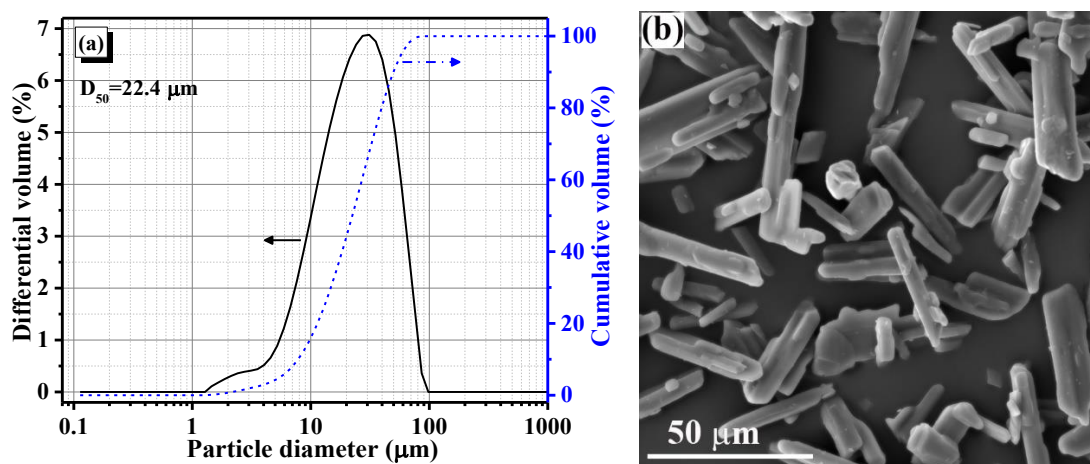 (a)
D50=22.4 μm
Differential volume (%)
7
6
5
4
3
2
1
0
100
80
60
40
20
0
Cumulative volume (%)
0.1 1 10 100 1000
Particle diameter (μm)
(b)
50 μm